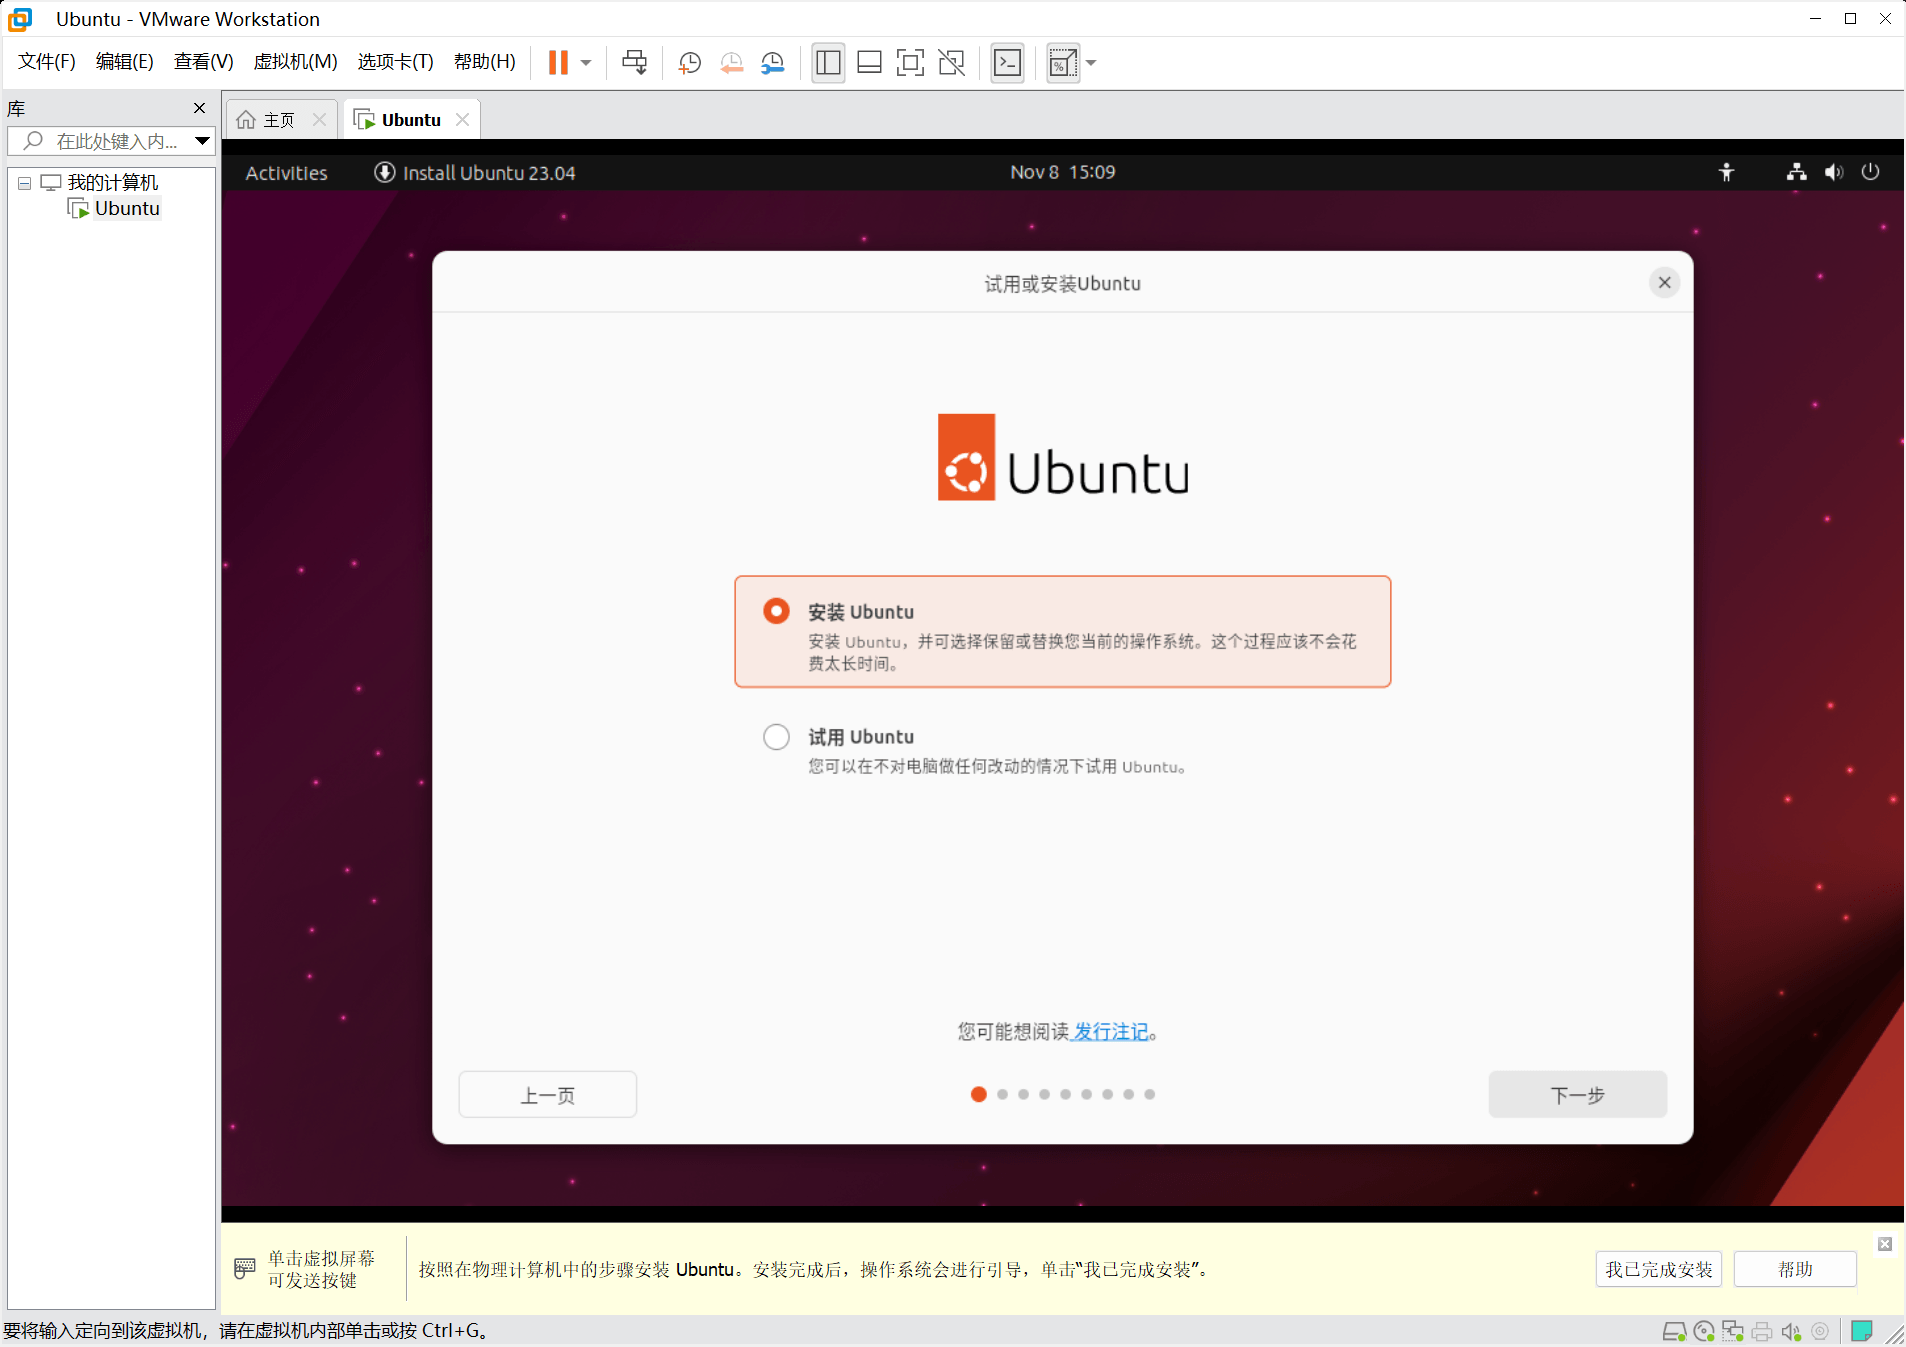 Ubuntu - VMware Workstation
文件(F) 编辑(E) 查看(V) 虚拟机(M) 选项卡(T) 帮助(H)
库
在此处键入内...
我的计算机
Ubuntu
主页
Ubuntu
Activities
Install Ubuntu 23.04
Nov 8 15:09
试用或安装Ubuntu
Ubuntu
安装 Ubuntu
安装 Ubuntu，并可选择保留或替换您当前的操作系统。这个过程应该不会花
费太长时间。
试用 Ubuntu
您可以在不对电脑做任何改动的情况下试用 Ubuntu。
您可能想阅读 发行注记。
上一页
下一步
单击虚拟屏幕
可发送按键
按照在物理计算机中的步骤安装 Ubuntu。安装完成后，操作系统会进行引导，单击“我已完成安装”。
我已完成安装
帮助
要将输入定向到该虚拟机，请在虚拟机内部单击或按 Ctrl+G。